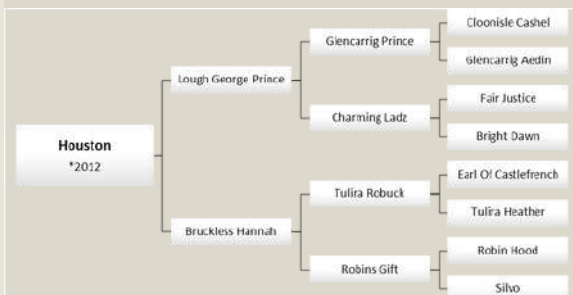 Cloonisle Cashel
Glencarrig Prince
Glencarrig Aedin
Lough George Prince
Fair Justice
Charming Ladz
Bright Dawn
Houston
*2012
Earl Of Castlefrench
Tulira Robuck
Tulira Heather
Bruckless Hannah
Robin Hood
Robins Gift
Silvo